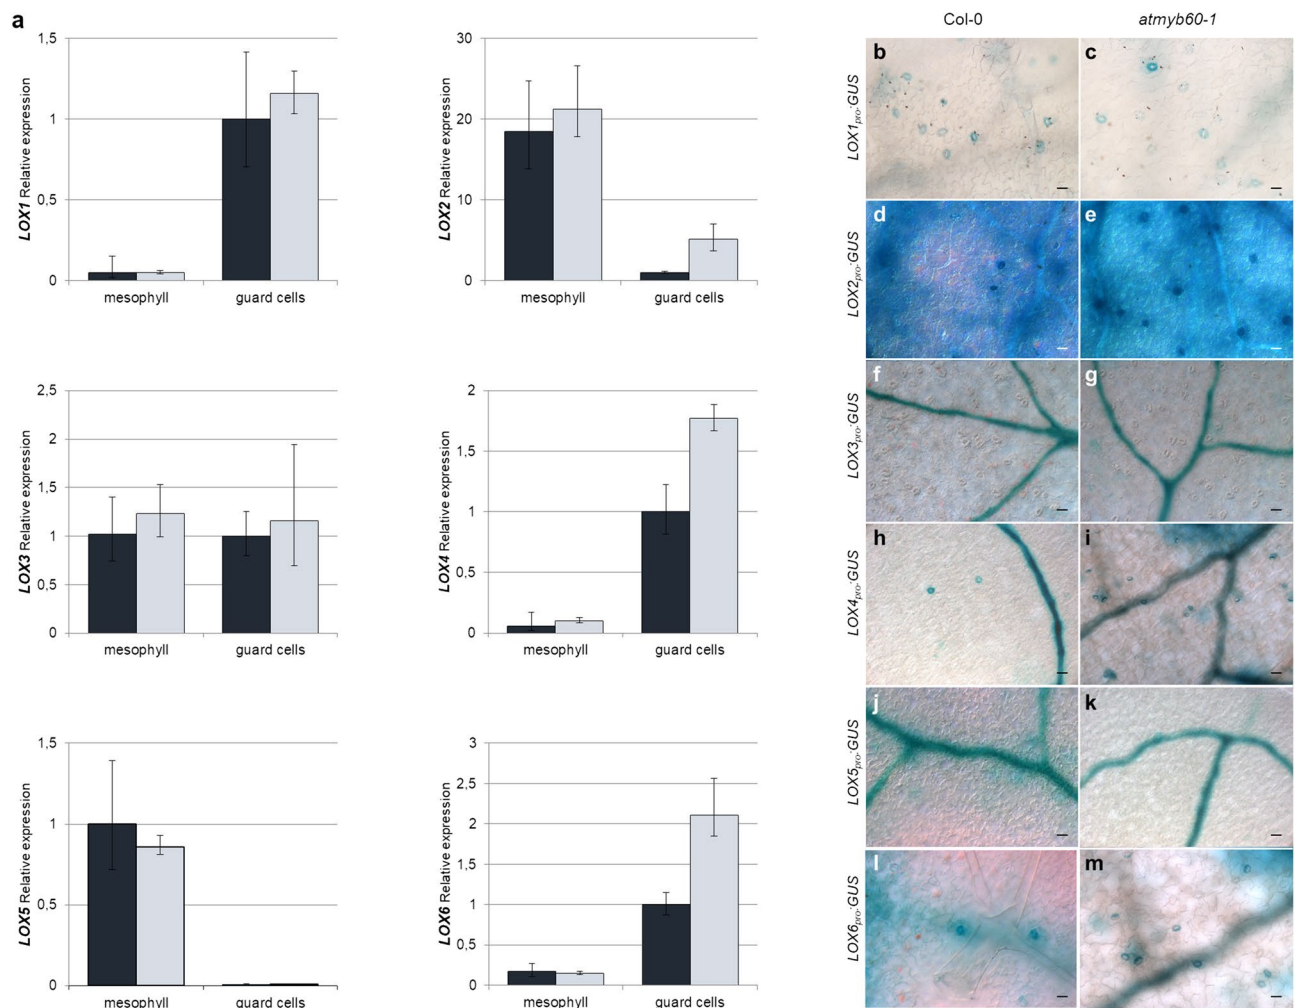 a
LOX1 Relative expression
1,5
1
0,5
0
mesophyll
guard cells
LOX2 Relative expression
30
20
10
0
mesophyll
guard cells
LOX3 Relative expression
2,5
2
1,5
1
0,5
0
mesophyll
guard cells
LOX4 Relative expression
2
1,5
1
0,5
0
mesophyll
guard cells
LOX5 Relative expression
1,5
1
0,5
0
mesophyll
guard cells
LOX6 Relative expression
3
2,5
2
1,5
1
0,5
0
mesophyll
guard cells
Col-0
atmyb60-1
LOX1pro:GUS
b
c
LOX2pro:GUS
d
e
LOX3pro:GUS
f
g
LOX4pro:GUS
h
i
LOX5pro:GUS
j
k
LOX6pro:GUS
l
m